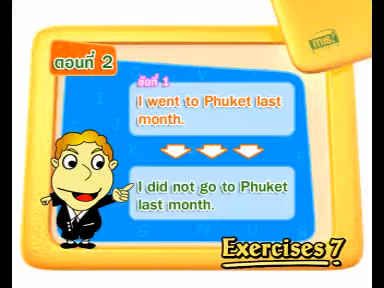 mis
ตอนที่ 2
ข้อที่ 1
I went to Phuket last
month.
I did not go to Phuket
last month.
Exercises 7